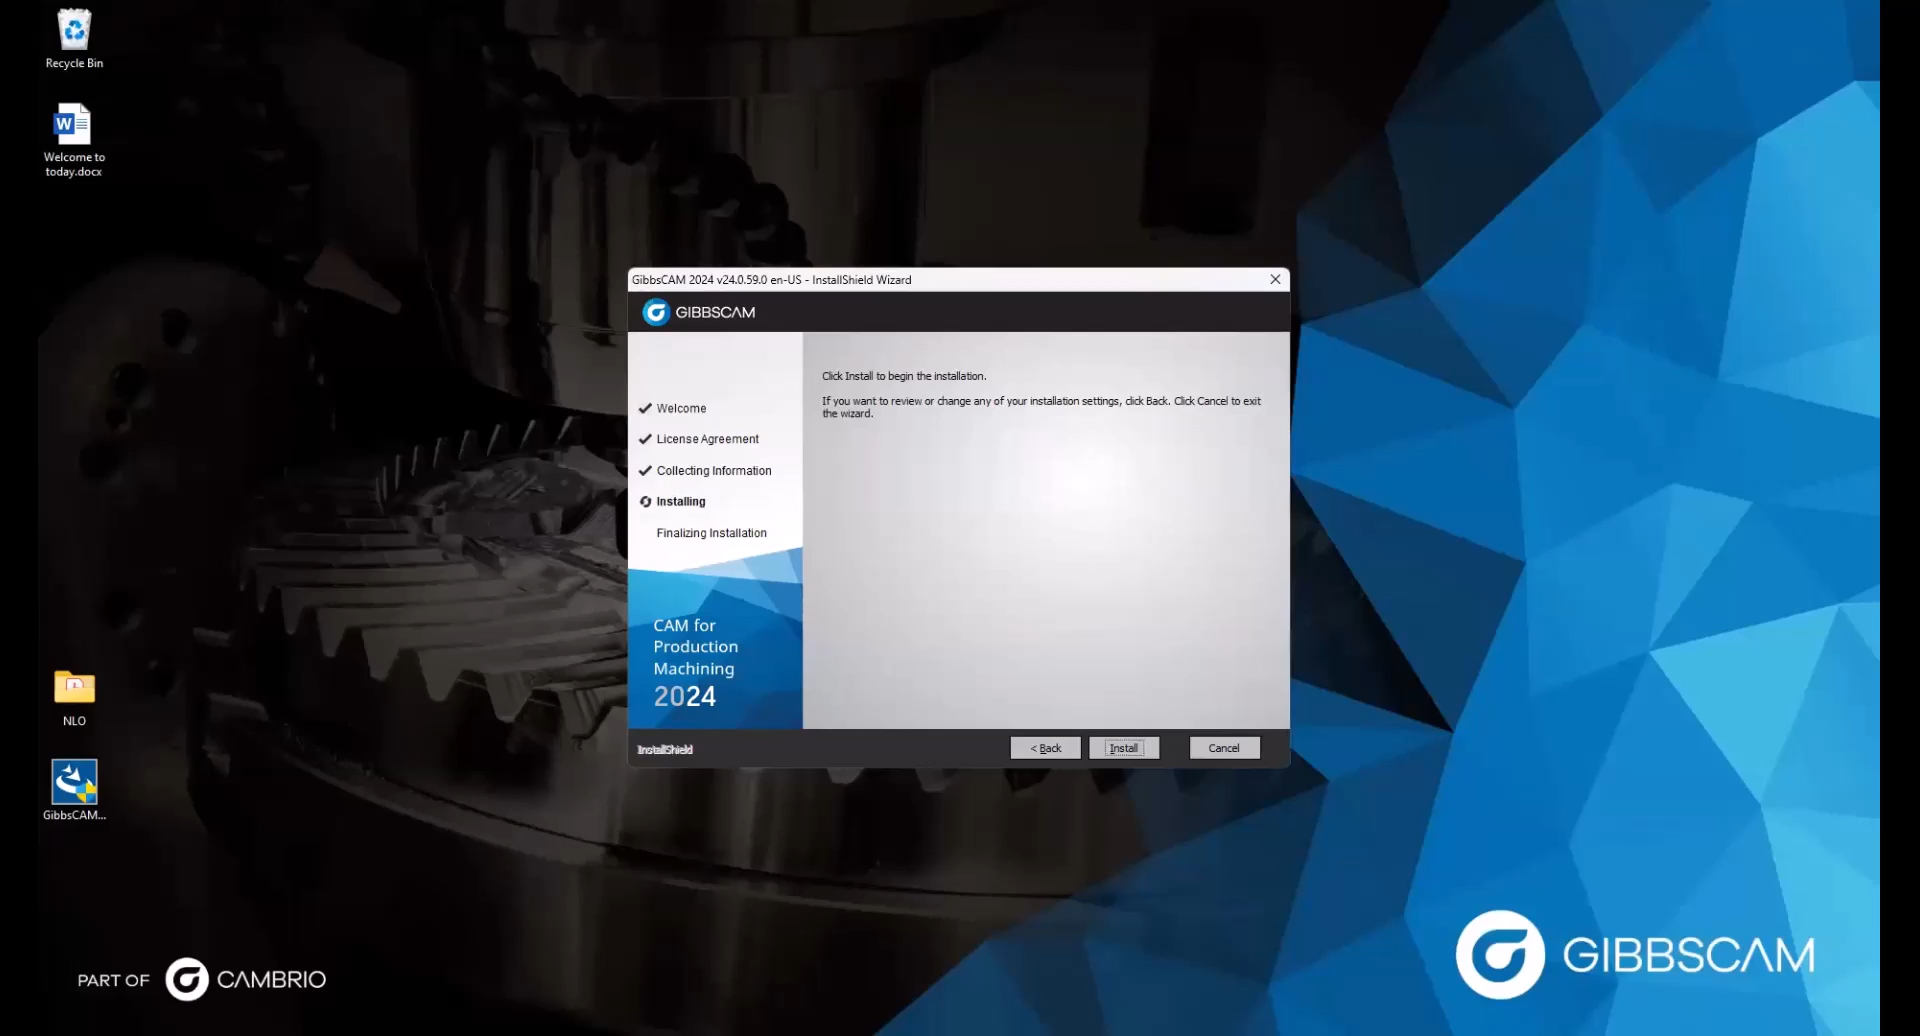 Recycle Bin
Welcome to
today.docx
NLO
GibbsCAM...
GibbsCAM 2024 v24.0.59.0 en-US - InstallShield Wizard
GIBBSCAM
Welcome
License Agreement
Collecting Information
Installing
Finalizing Installation
CAM for
Production
Machining
2024
Click Install to begin the installation.
If you want to review or change any of your installation settings, click Back. Click Cancel to exit
the wizard.
InstallShield
< Back
Install
Cancel
PART OF CAMBRIO
GIBBSCAM